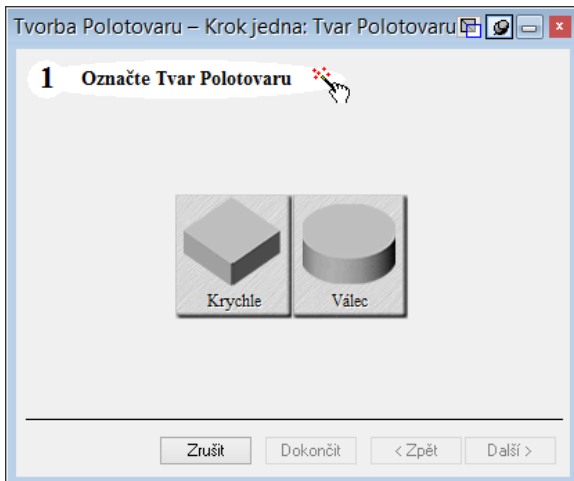 Tvorba Polotovaru – Krok jedna: Tvar Polotovaru
1 Označte Tvar Polotovaru
Krychle Válec
Zrušit Dokončit < Zpět Další >